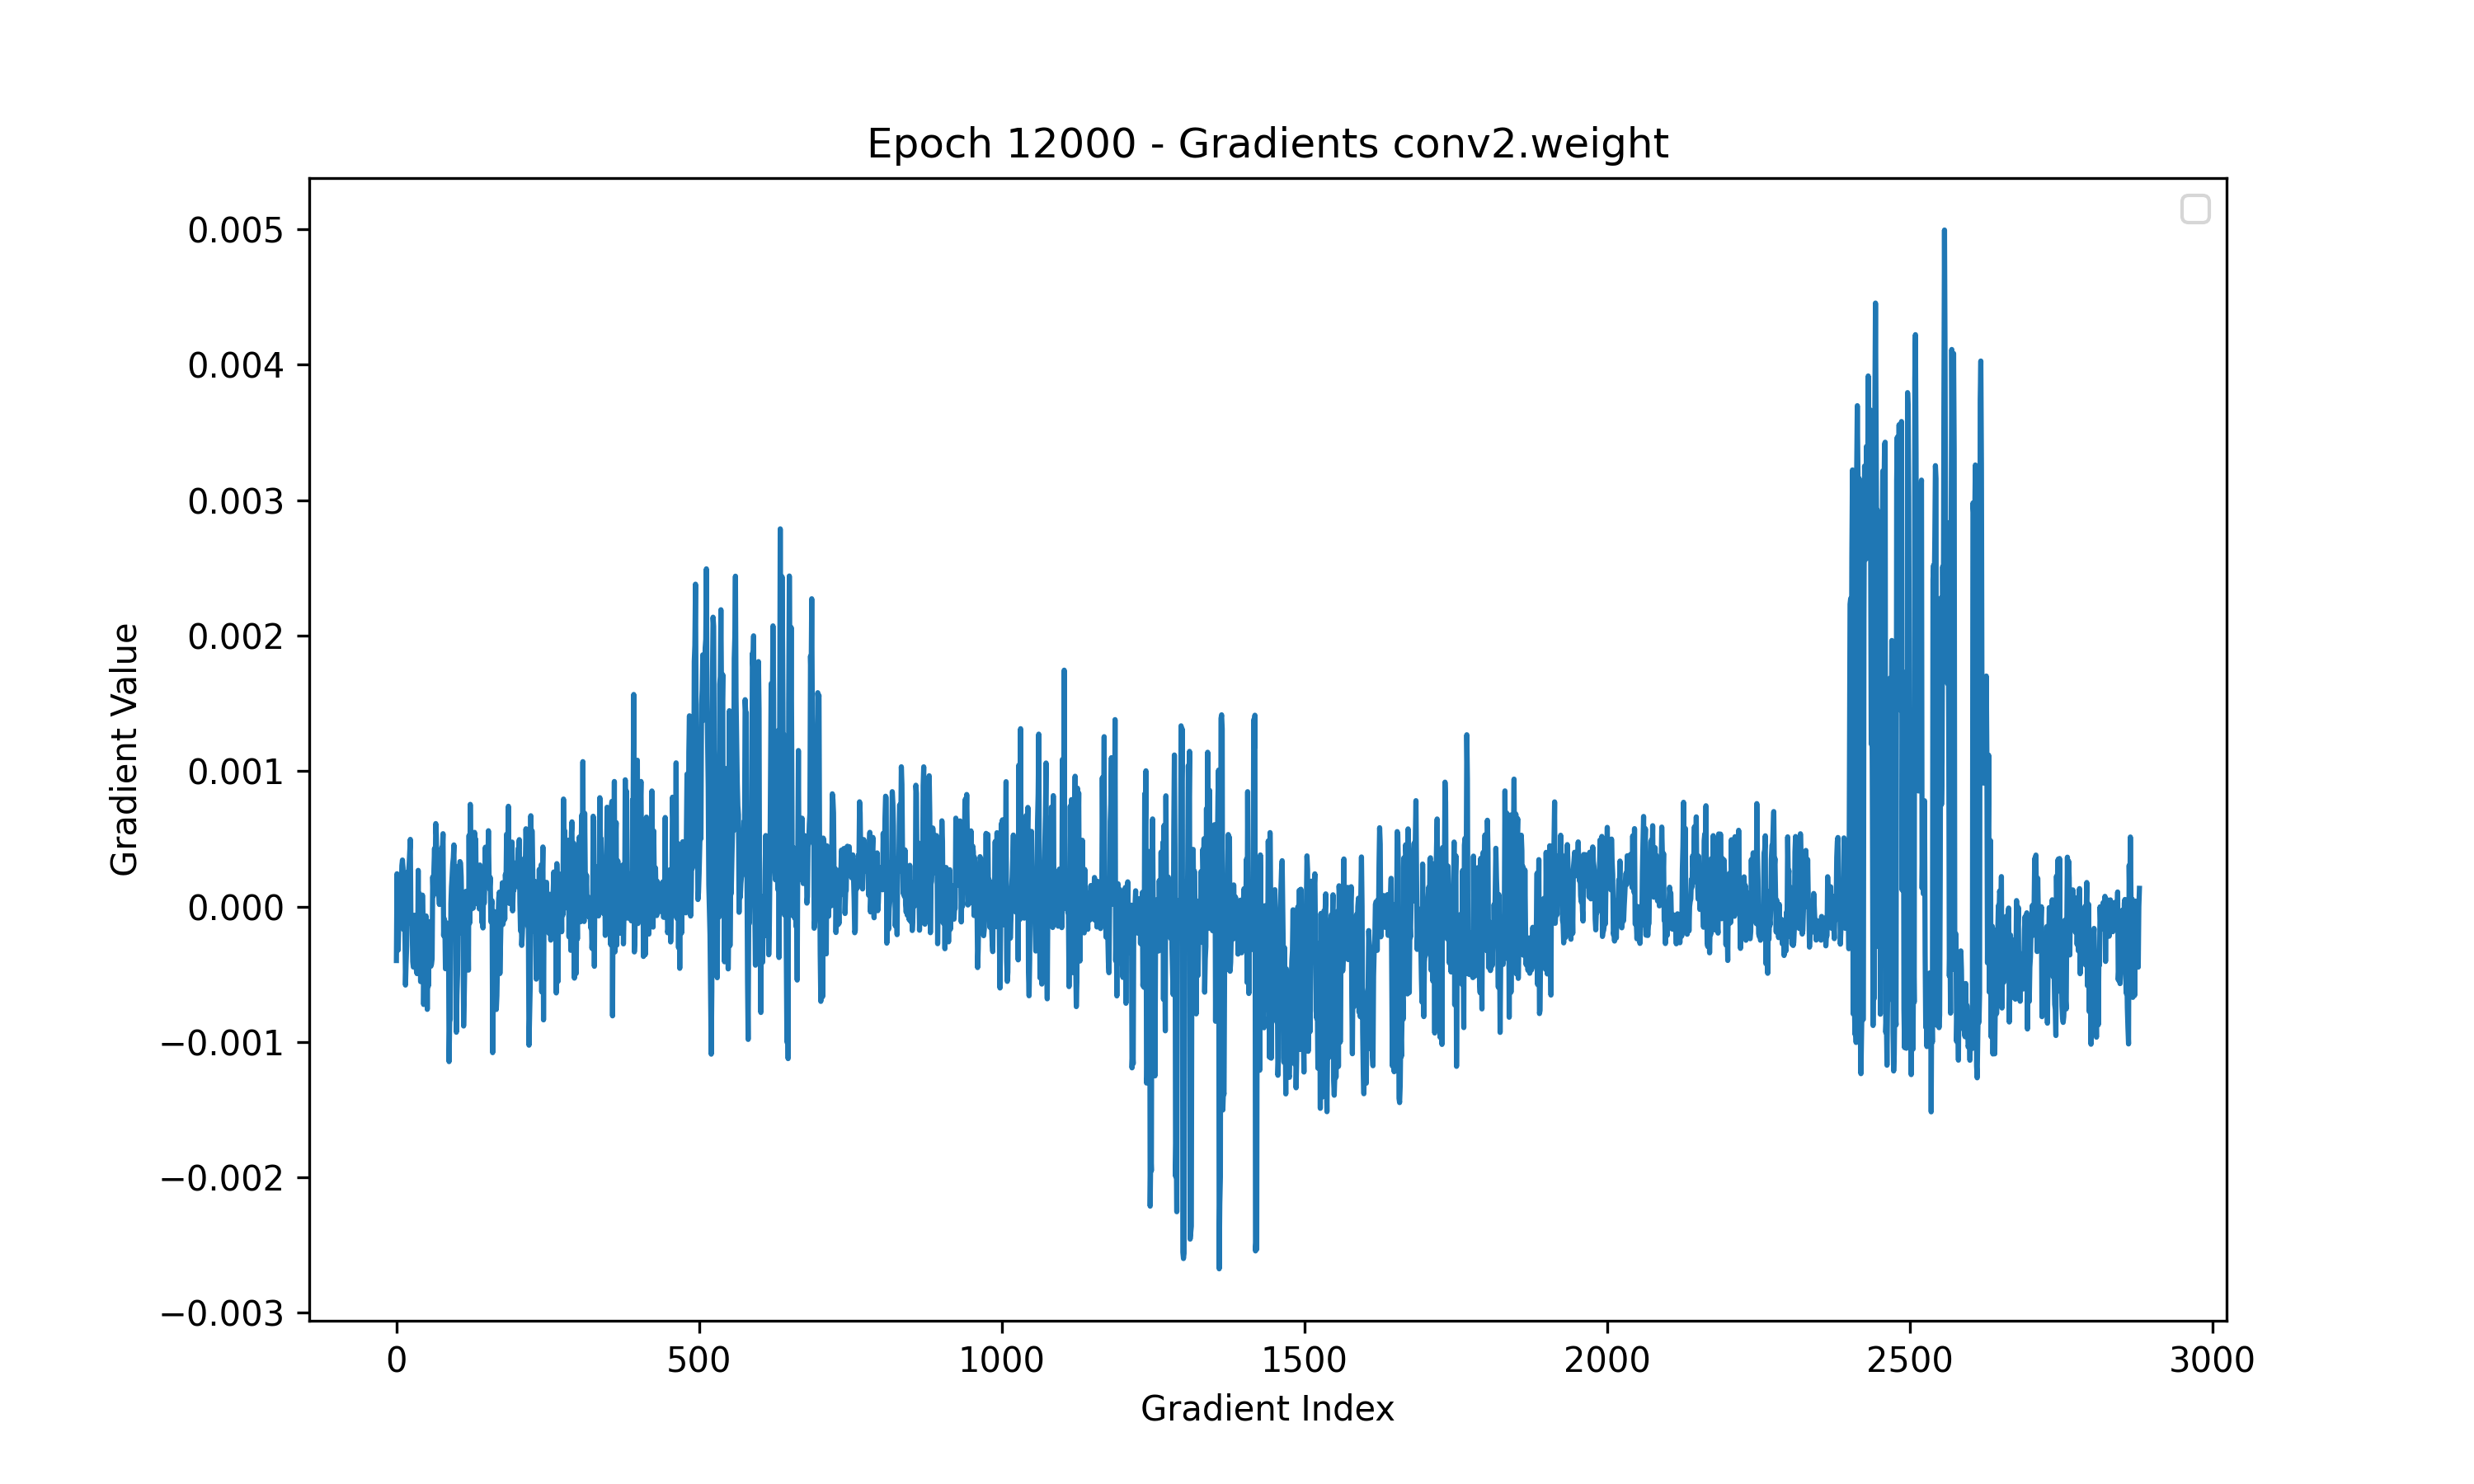 Epoch 12000 - Gradients conv2.weight
0.005
0.004
0.003
0.002
0.001
0.000
−0.001
−0.002
−0.003
Gradient Value
0 500 1000 1500 2000 2500 3000
Gradient Index